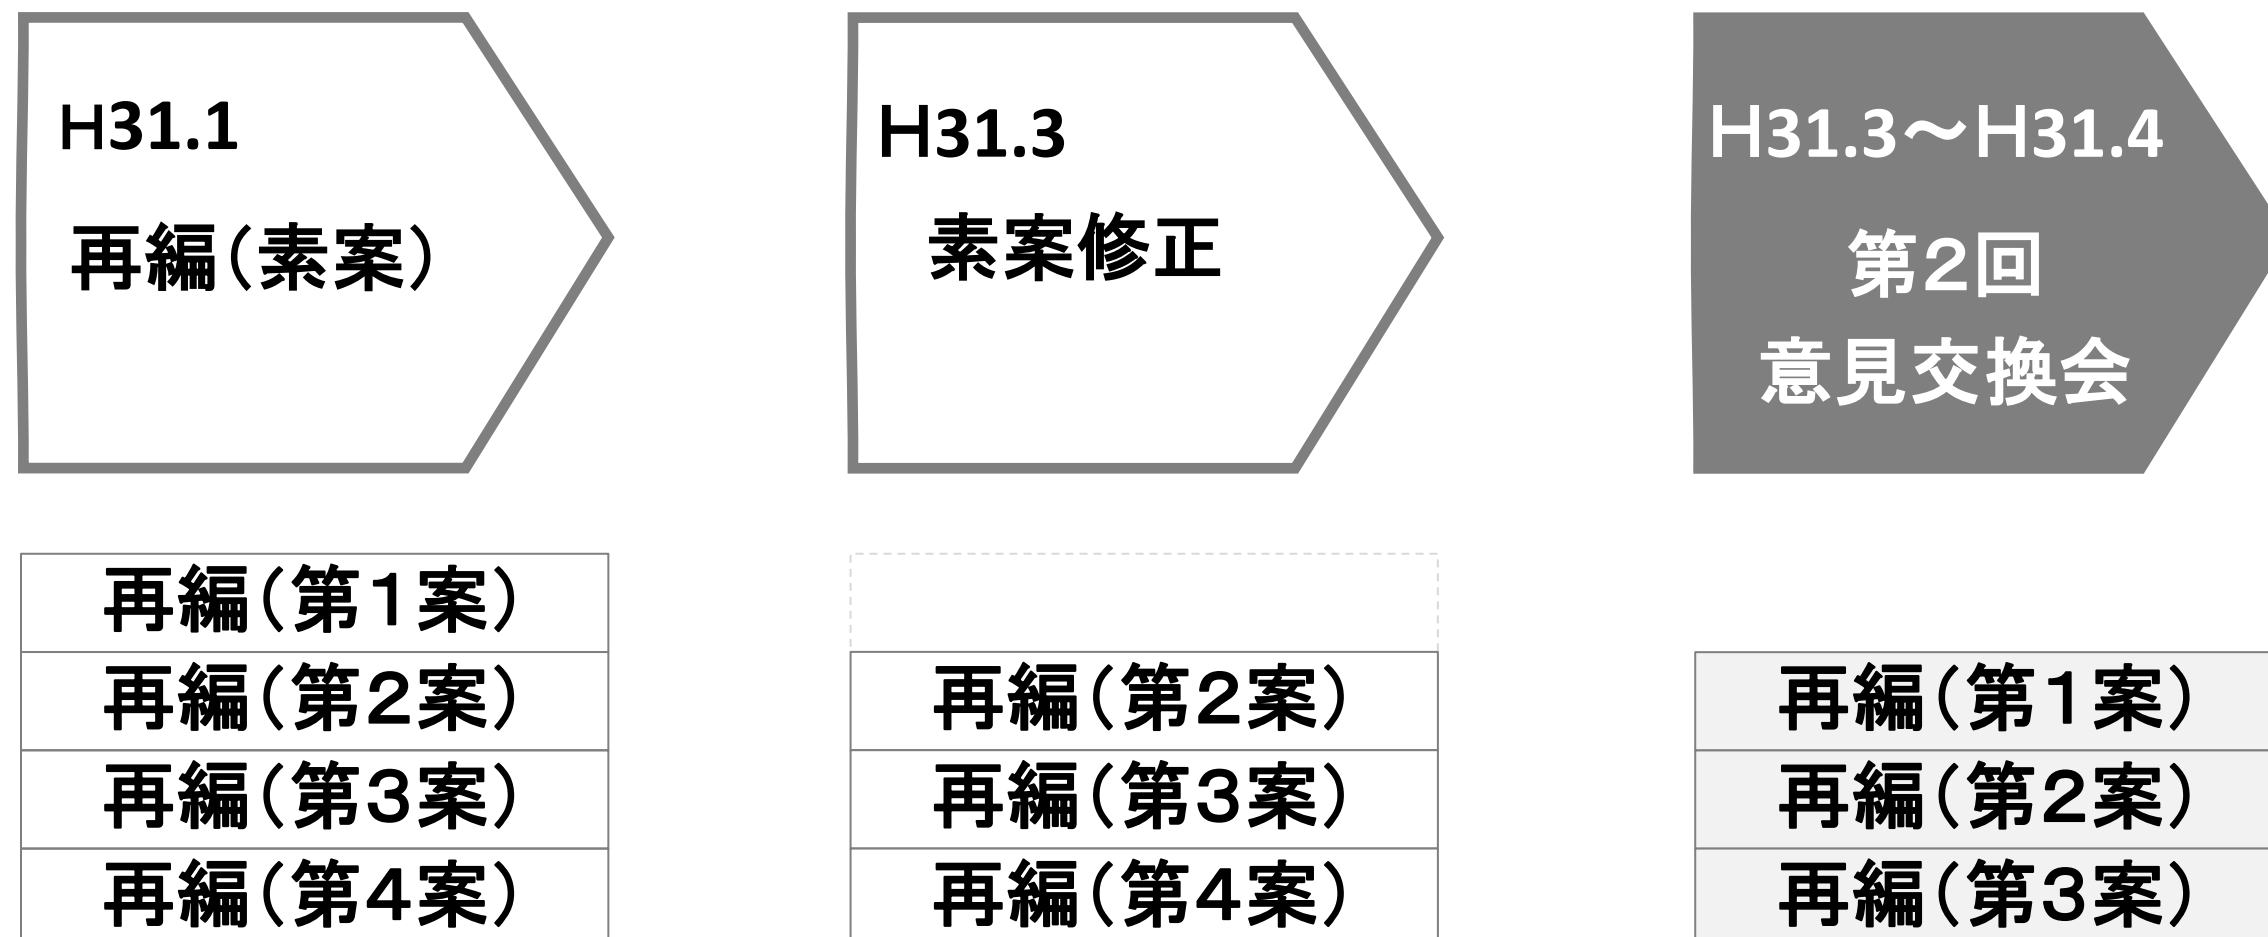 H31.1
再編(素案)
H31.3
素案修正
H31.3～H31.4
第2回
意見交換会
再編(第1案)
再編(第2案)
再編(第3案)
再編(第4案)
再編(第2案)
再編(第3案)
再編(第4案)
再編(第1案)
再編(第2案)
再編(第3案)